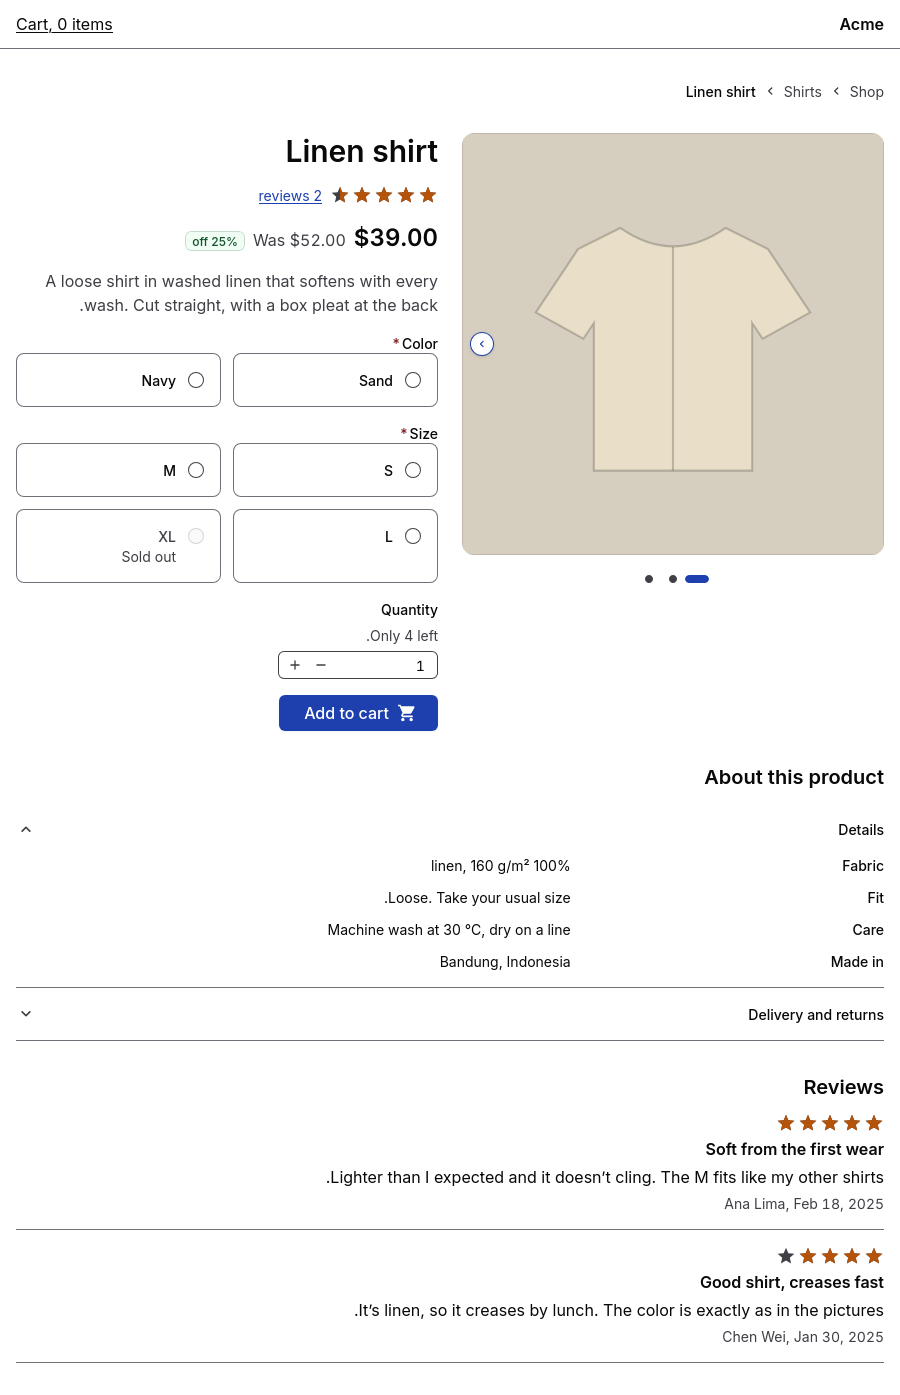 Acme
Cart, 0 items
Shop
Shirts
Linen shirt
Linen shirt
reviews 2
$39.00
Was $52.00
off 25%
A loose shirt in washed linen that softens with every
.wash. Cut straight, with a box pleat at the back
*Color
Sand
Navy
*Size
S
M
L
XL
Sold out
Quantity
.Only 4 left
1
Add to cart
About this product
Details
Fabric
linen, 160 g/m² 100%
Fit
.Loose. Take your usual size
Care
Machine wash at 30 °C, dry on a line
Made in
Bandung, Indonesia
Delivery and returns
Reviews
Soft from the first wear
.Lighter than I expected and it doesn’t cling. The M fits like my other shirts
Ana Lima, Feb 18, 2025
Good shirt, creases fast
.It’s linen, so it creases by lunch. The color is exactly as in the pictures
Chen Wei, Jan 30, 2025